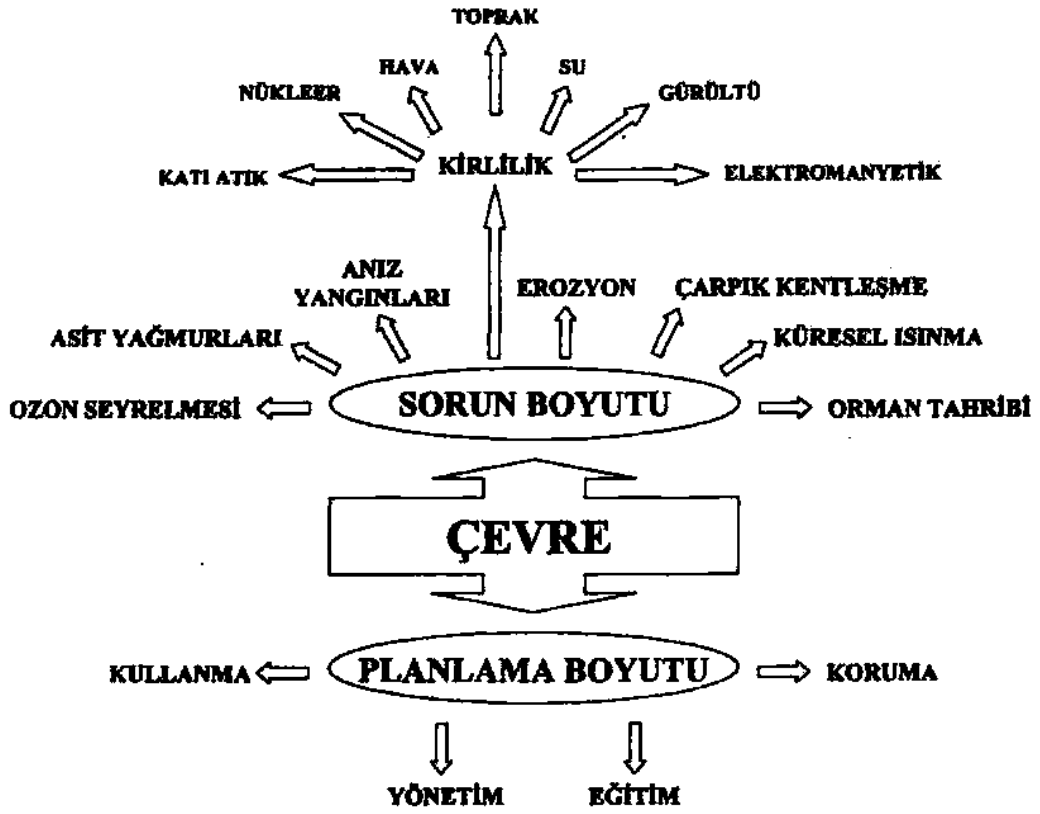 TOPRAK
HAVA
SU
NÜKLEER
GÜRÜLTÜ
KİRLİLİK
KATI ATIK
ELEKTROMANYETİK
ANIZ
YANGINLARI
EROZYON
ÇARPIK KENTLEŞME
ASİT YAĞMURLARI
KÜRESEL ISINMA
OZON SEYRELMESİ
SORUN BOYUTU
ORMAN TAHRİBİ
ÇEVRE
KULLANMA
PLANLAMA BOYUTU
KORUMA
YÖNETİM
EĞİTİM